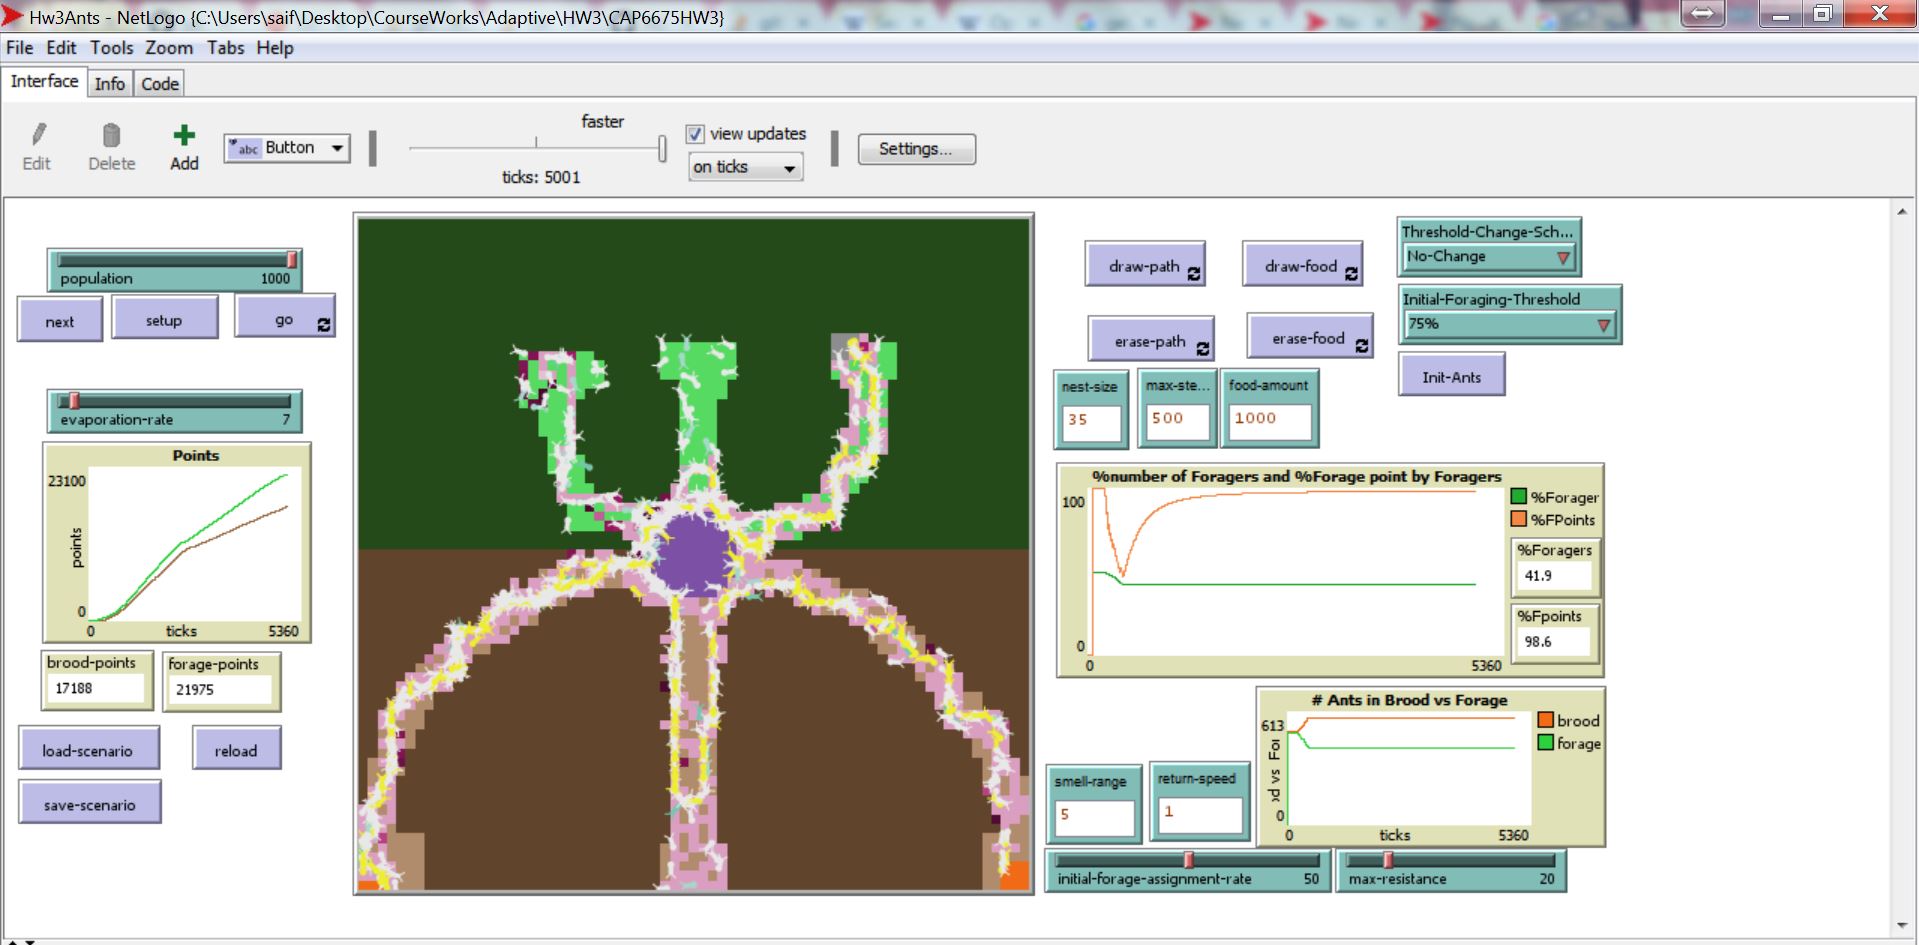 Hw3Ants - NetLogo {C:\Users\saif\Desktop\CourseWorks\Adaptive\HW3\CAP6675HW3}
File Edit Tools Zoom Tabs Help
Interface Info Code
Edit Delete Add
abc Button
faster
ticks: 5001
view updates
on ticks
Settings...
population 1000
next setup go
evaporation-rate 7
Points
23100
points
0
0 ticks 5360
brood-points
17188
forage-points
21975
load-scenario reload
save-scenario
draw-path draw-food
erase-path erase-food
Threshold-Change-Sch...
No-Change
Initial-Foraging-Threshold
75%
Init-Ants
nest-size
35
max-ste...
500
food-amount
1000
%number of Foragers and %Forage point by Foragers
100
0
0 5360
%Forager
%FPoints
%Foragers
41.9
%Fpoints
98.6
# Ants in Brood vs Forage
613
od vs For
0
0 ticks 5360
brood
forage
smell-range
5
return-speed
1
initial-forage-assignment-rate 50
max-resistance 20